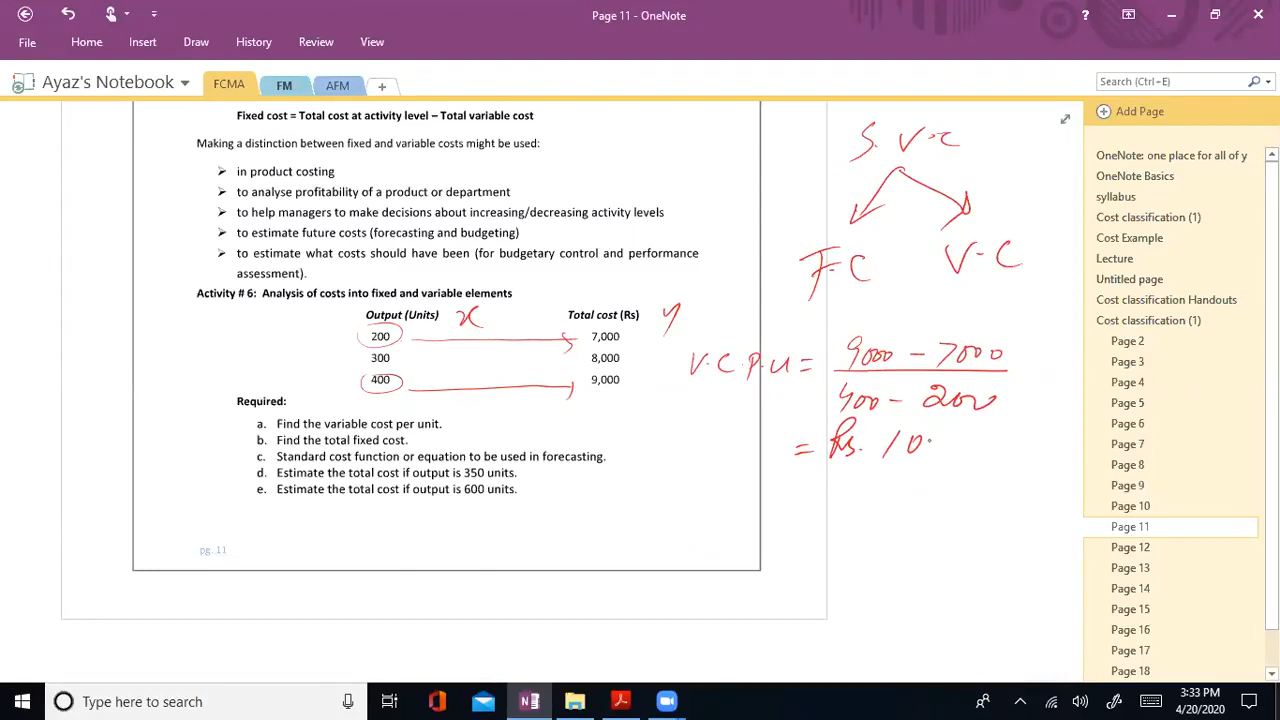 Page 11 - OneNote
?
File Home Insert Draw History Review View
Ayaz's Notebook FCMA FM AFM +
Search (Ctrl+E)
Add Page
Fixed cost = Total cost at activity level – Total variable cost
Making a distinction between fixed and variable costs might be used:
in product costing
to analyse profitability of a product or department
to help managers to make decisions about increasing/decreasing activity levels
to estimate future costs (forecasting and budgeting)
to estimate what costs should have been (for budgetary control and performance
assessment).
Activity # 6: Analysis of costs into fixed and variable elements
Output (Units) x Total cost (Rs) y
200 7,000
300 8,000
400 9,000
Required:
a. Find the variable cost per unit.
b. Find the total fixed cost.
c. Standard cost function or equation to be used in forecasting.
d. Estimate the total cost if output is 350 units.
e. Estimate the total cost if output is 600 units.
pg. 11
S. V-C
F-C V-C
V.C.P.U = 9000 - 7000
400 - 200
= Rs. 10
OneNote: one place for all of y
OneNote Basics
syllabus
Cost classification (1)
Cost Example
Lecture
Untitled page
Cost classification Handouts
Cost classification (1)
Page 2
Page 3
Page 4
Page 5
Page 6
Page 7
Page 8
Page 9
Page 10
Page 11
Page 12
Page 13
Page 14
Page 15
Page 16
Page 17
Page 18
Type here to search
3:33 PM
4/20/2020